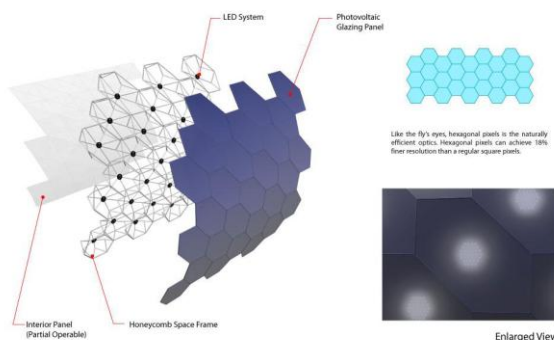 LED System
Photovoltaic
Glazing Panel
Like the fly's eyes, hexagonal pixels is the naturally
efficient optics. Hexagonal pixels can achieve 18%
finer resolution than a regular square pixels.
Interior Panel
(Partial Operable)
Honeycomb Space Frame
Enlarged View